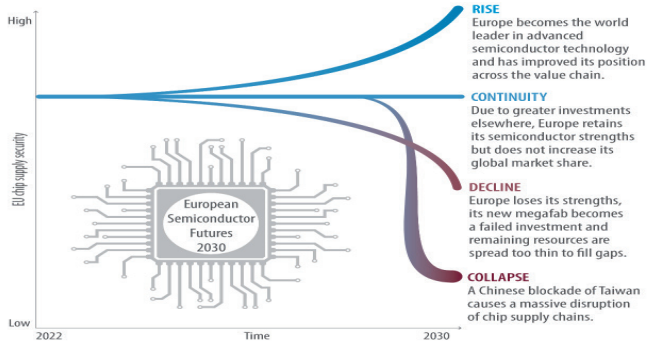 High
EU chip supply security
Low
2022
Time
2030
European
Semiconductor
Futures
2030
RISE
Europe becomes the world
leader in advanced
semiconductor technology
and has improved its position
across the value chain.
CONTINUITY
Due to greater investments
elsewhere, Europe retains
its semiconductor strengths
but does not increase its
global market share.
DECLINE
Europe loses its strengths,
its new megafab becomes
a failed investment and
remaining resources are
spread too thin to fill gaps.
COLLAPSE
A Chinese blockade of Taiwan
causes a massive disruption
of chip supply chains.